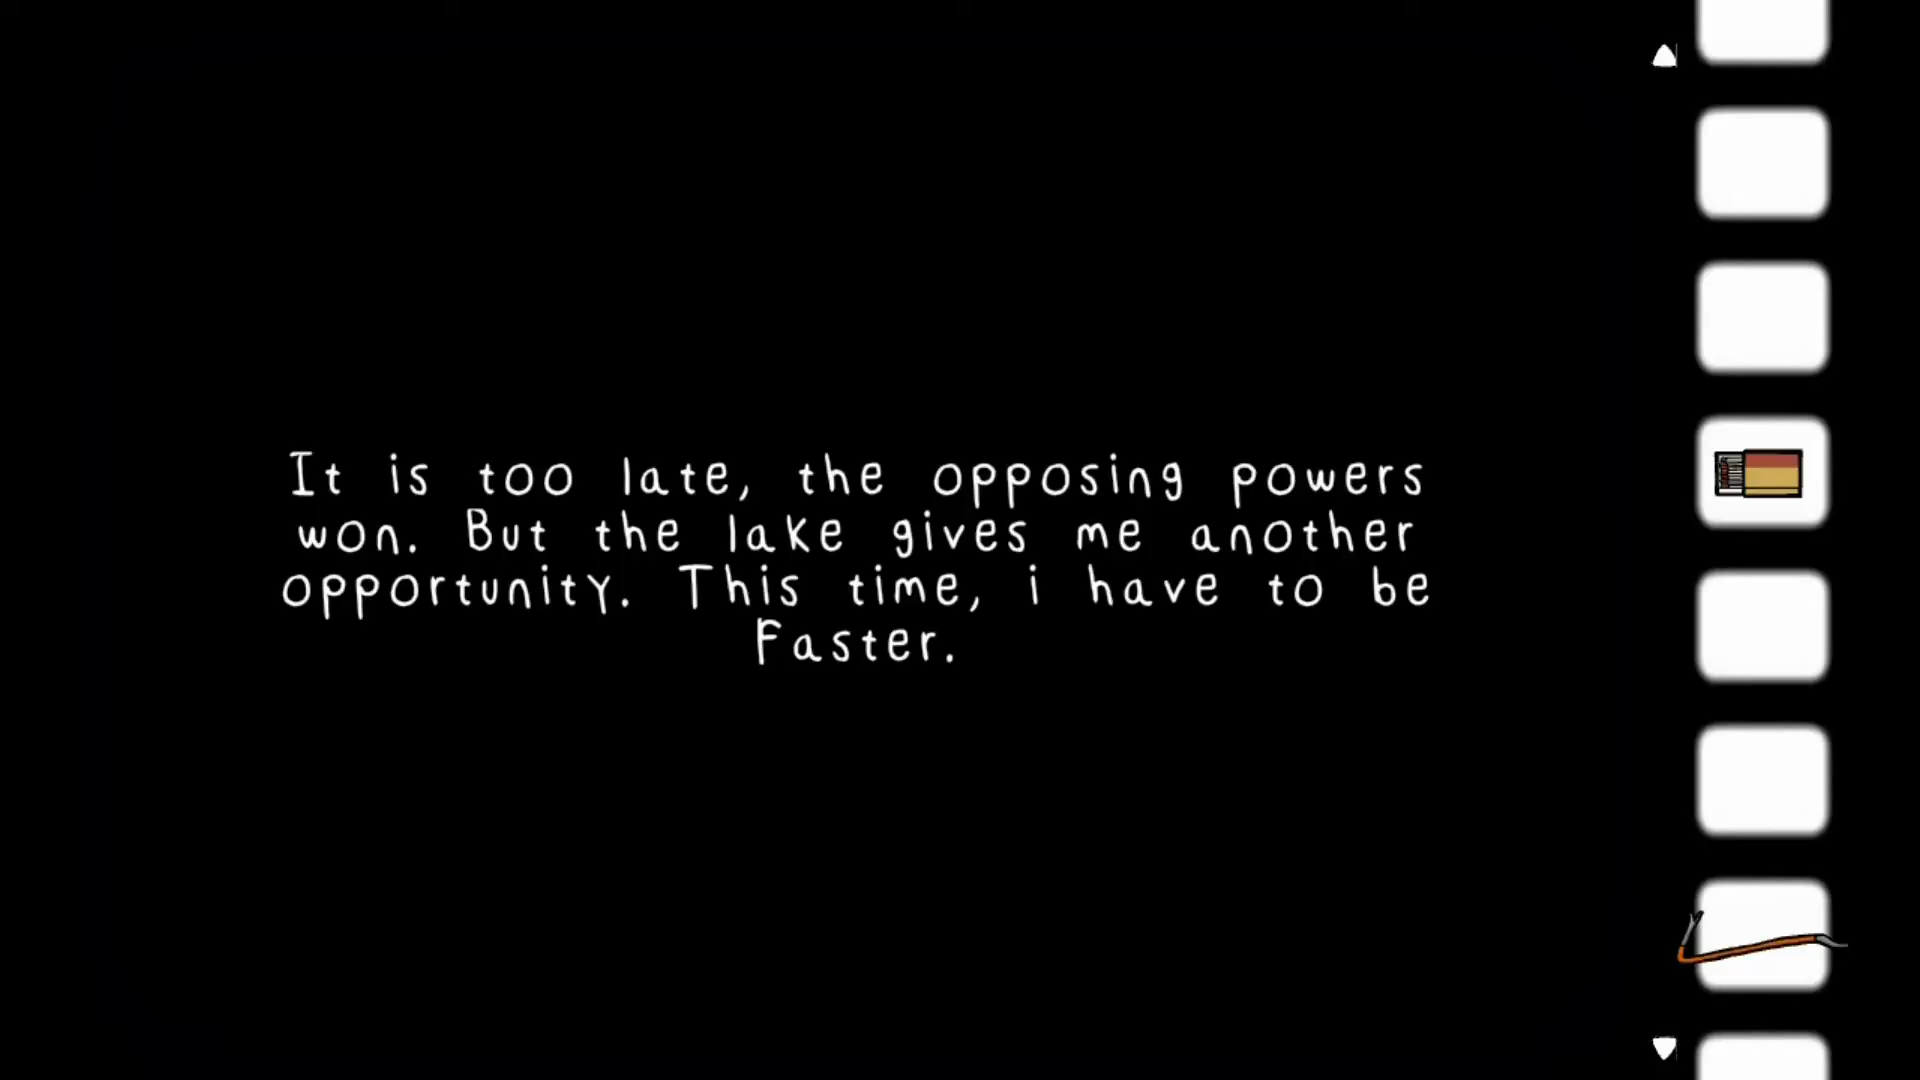 It is too late, the opposing powers
won. But the lake gives me another
opportunity. This time, i have to be
Faster.